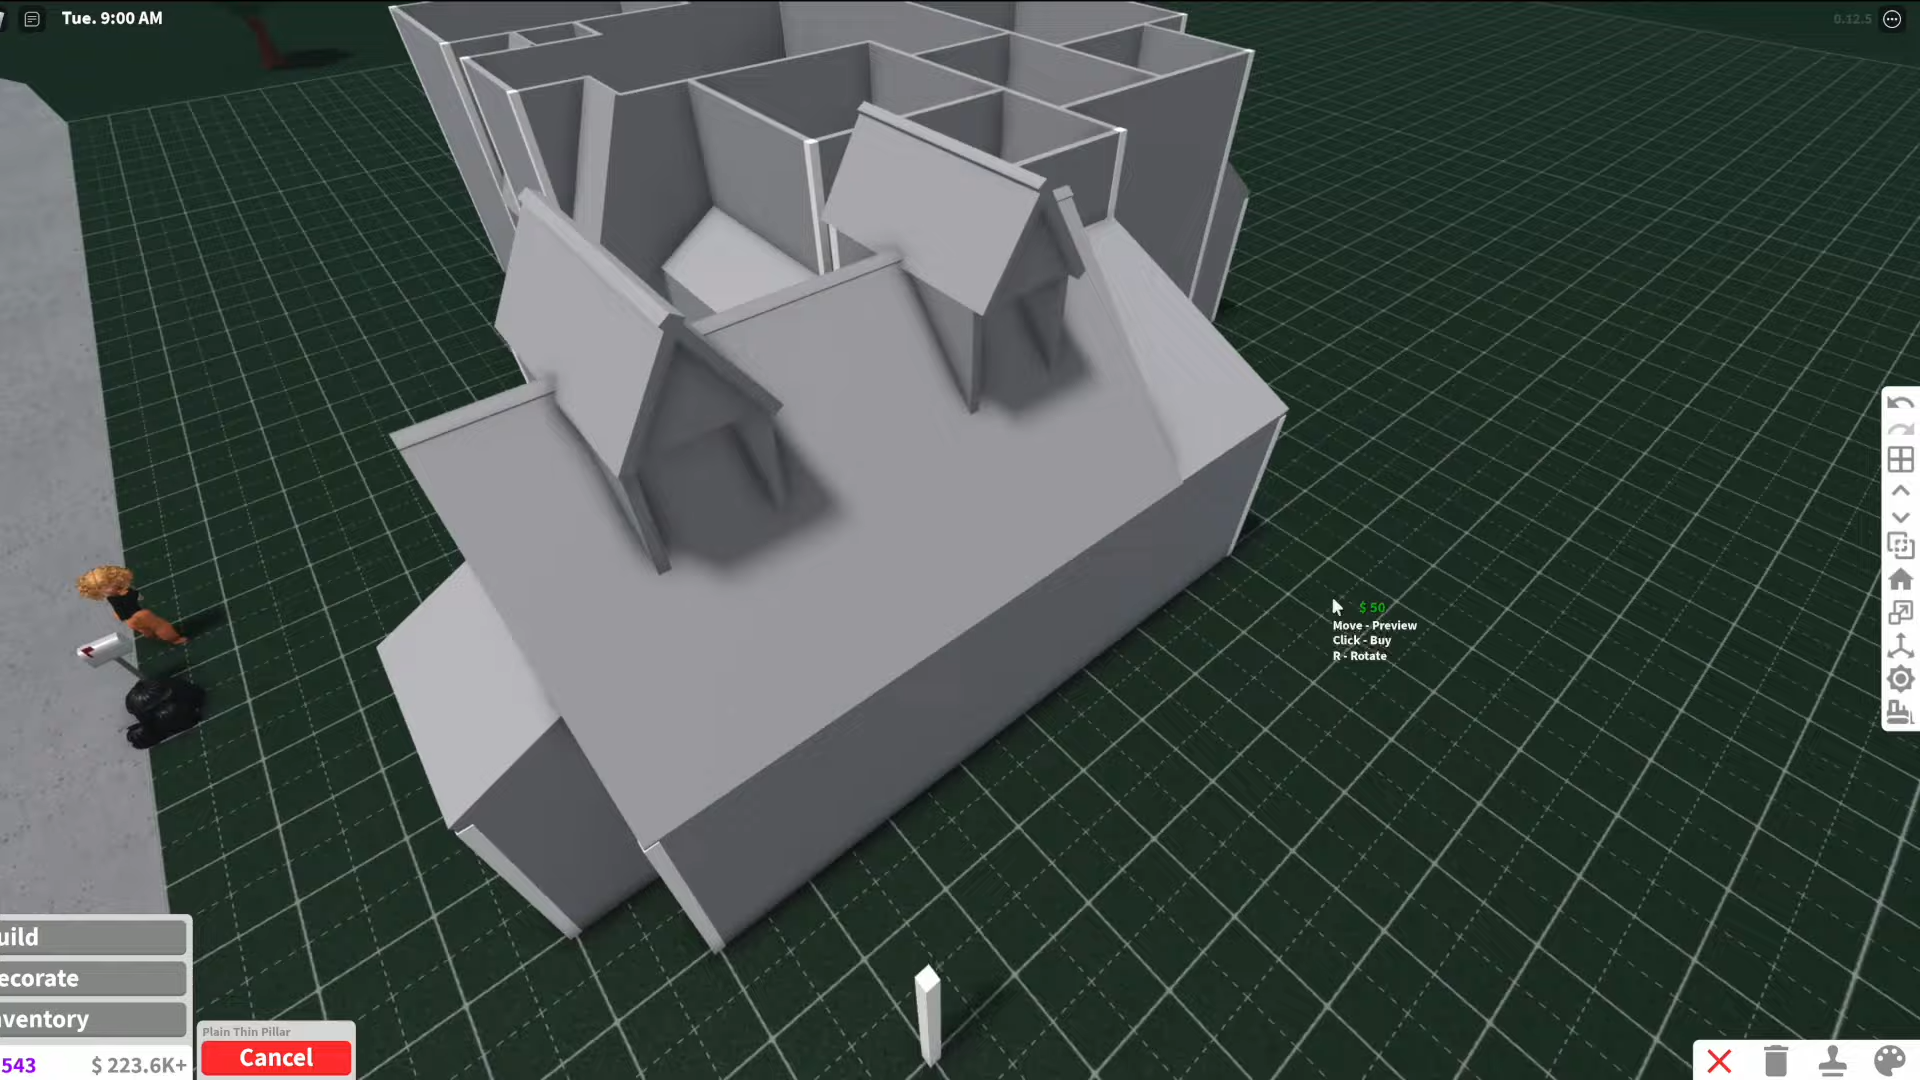 Tue. 9:00 AM
0.12.5
$ 50
Move - Preview
Click - Buy
R - Rotate
uild
ecorate
nventory
Plain Thin Pillar
Cancel
543
$ 223.6K+